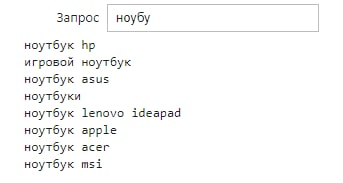 Запрос ноубу
ноутбук hp
игровой ноутбук
ноутбук asus
ноутбуки
ноутбук lenovo ideapad
ноутбук apple
ноутбук acer
ноутбук msi